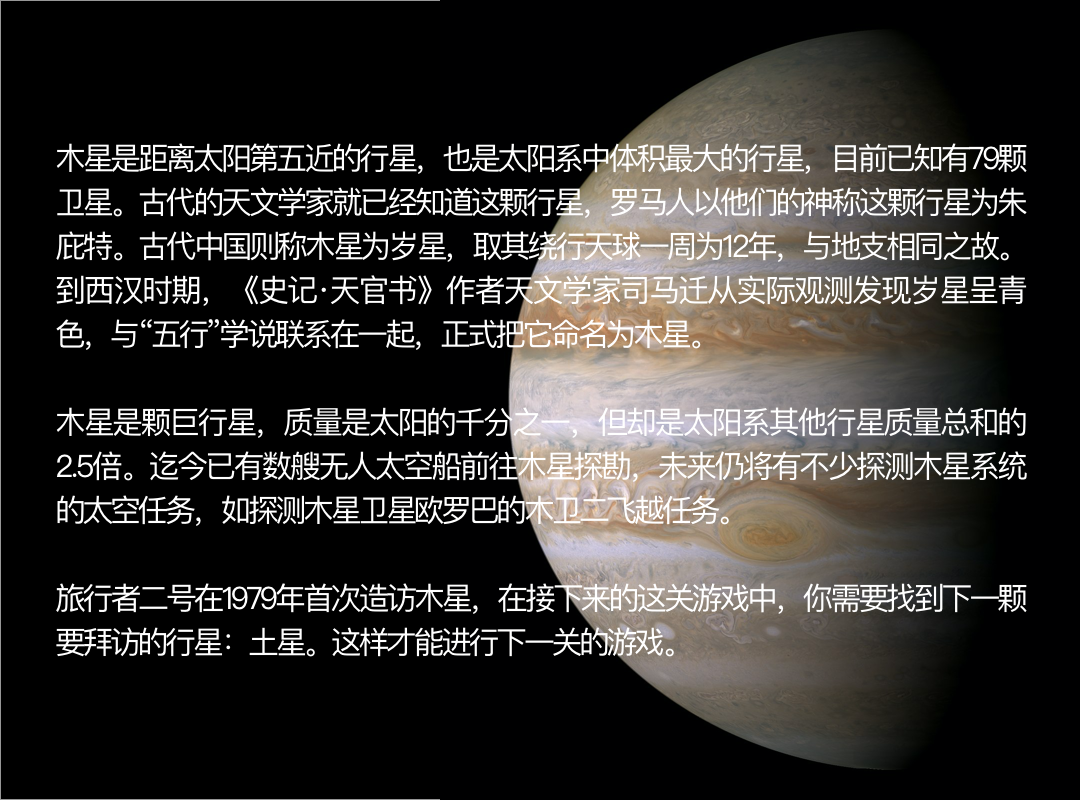 木星是距离太阳第五近的行星，也是太阳系中体积最大的行星，目前已知有79颗
卫星。古代的天文学家就已经知道这颗行星，罗马人以他们的神称这颗行星为朱
庇特。古代中国则称木星为岁星，取其绕行天球一周为12年，与地支相同之故。
到西汉时期，《史记·天官书》作者天文学家司马迁从实际观测发现岁星呈青
色，与“五行”学说联系在一起，正式把它命名为木星。
木星是颗巨行星，质量是太阳的千分之一，但却是太阳系其他行星质量总和的
2.5倍。迄今已有数艘无人太空船前往木星探勘，未来仍将有不少探测木星系统
的太空任务，如探测木星卫星欧罗巴的木卫二飞越任务。
旅行者二号在1979年首次造访木星，在接下来的这关游戏中，你需要找到下一颗
要拜访的行星：土星。这样才能进行下一关的游戏。